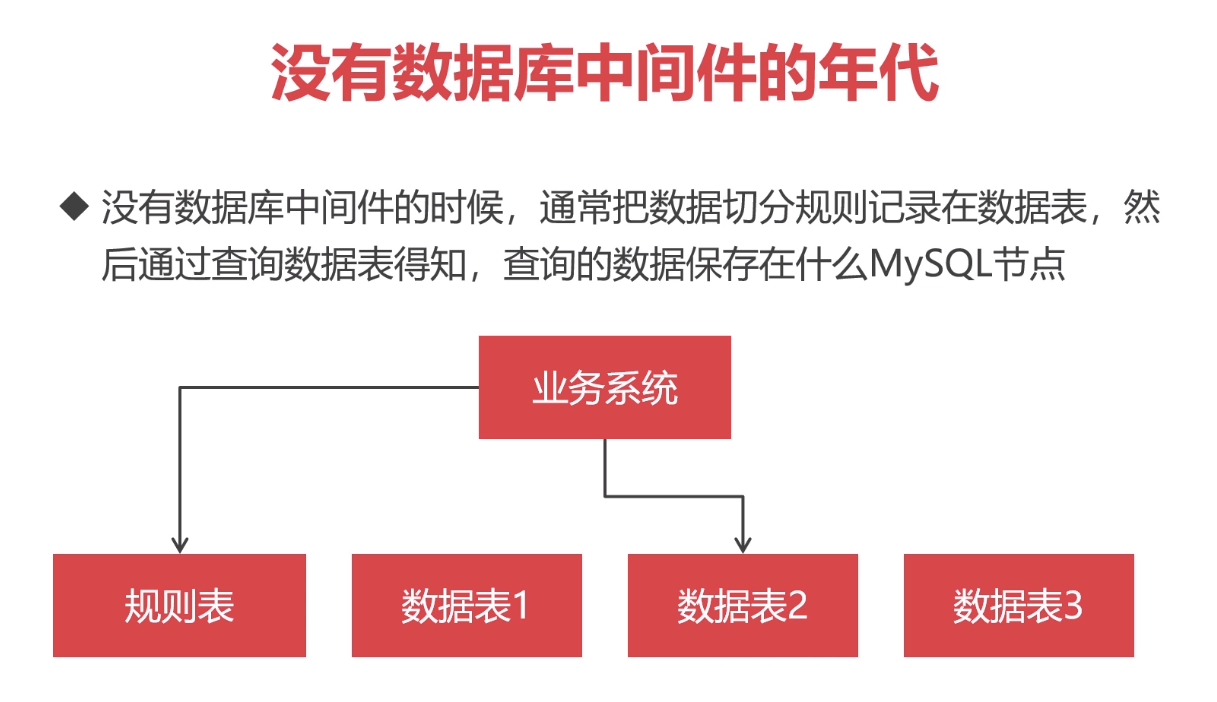 没有数据库中间件的年代
◆ 没有数据库中间件的时候，通常把数据切分规则记录在数据表，然
后通过查询数据表得知，查询的数据保存在什么MySQL节点
业务系统
规则表
数据表1
数据表2
数据表3